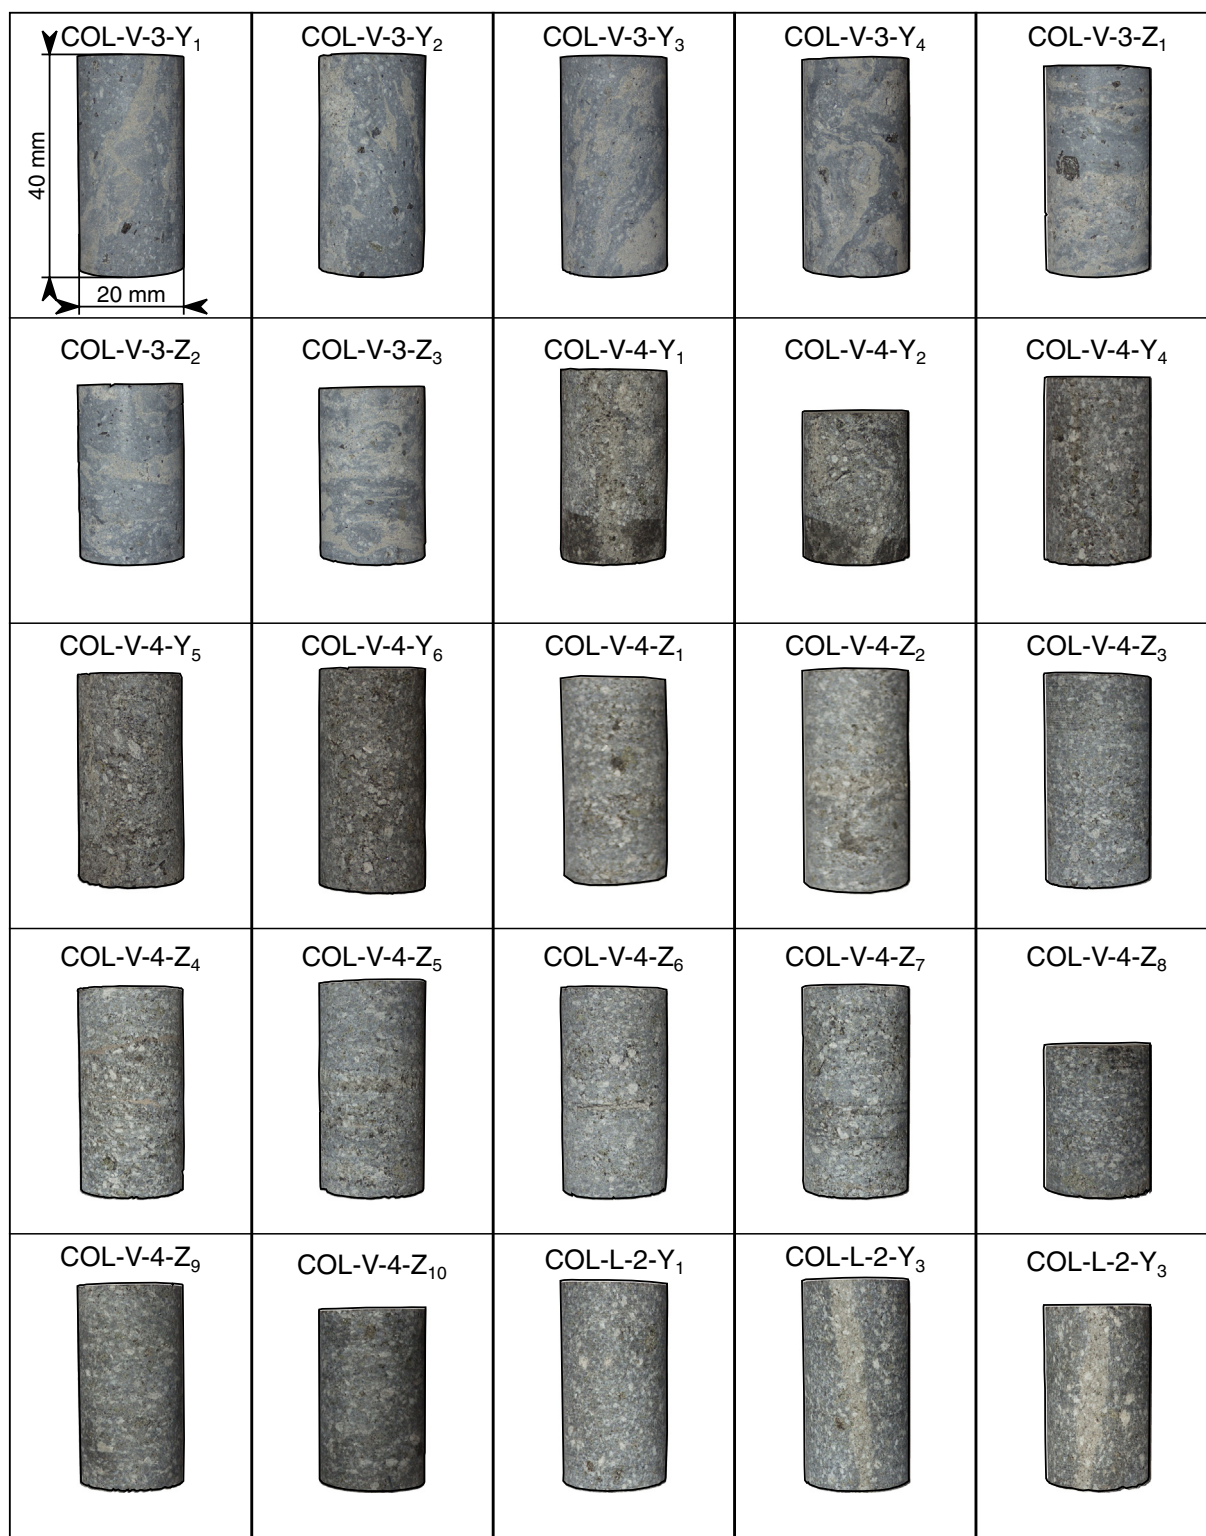 COL-V-3-Y₁
COL-V-3-Y₂
COL-V-3-Y₃
COL-V-3-Y₄
COL-V-3-Z₁
40 mm
20 mm
COL-V-3-Z₂
COL-V-3-Z₃
COL-V-4-Y₁
COL-V-4-Y₂
COL-V-4-Y₄
COL-V-4-Y₅
COL-V-4-Y₆
COL-V-4-Z₁
COL-V-4-Z₂
COL-V-4-Z₃
COL-V-4-Z₄
COL-V-4-Z₅
COL-V-4-Z₆
COL-V-4-Z₇
COL-V-4-Z₈
COL-V-4-Z₉
COL-V-4-Z₁₀
COL-L-2-Y₁
COL-L-2-Y₃
COL-L-2-Y₃